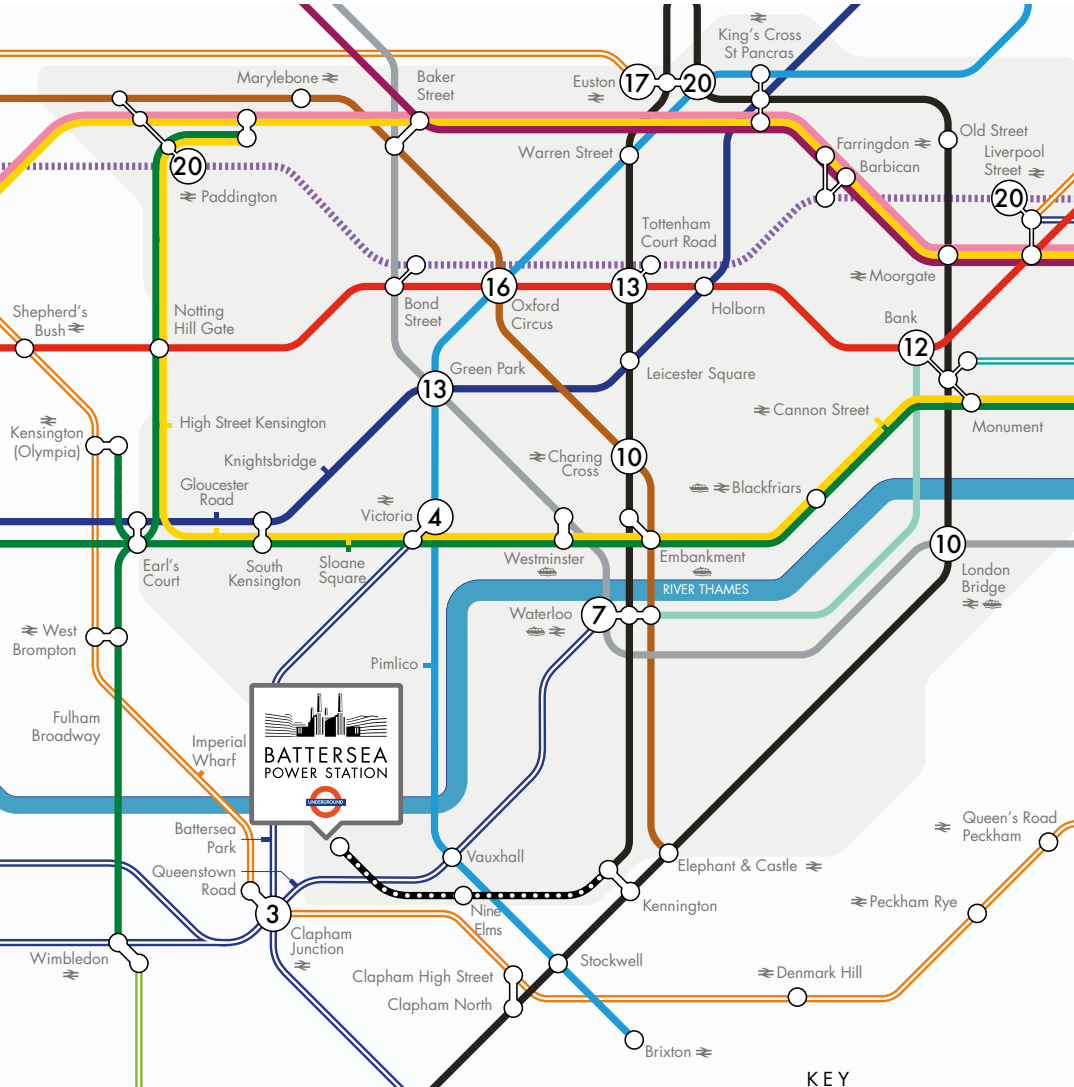 King's Cross
St Pancras
Marylebone
Baker
Street
Euston
17
20
Warren Street
Farringdon
Barbican
Old Street
Liverpool
Street
20
Paddington
20
Tottenham
Court Road
Moorgate
Shepherd's
Bush
Notting
Hill Gate
Bond
Street
16
Oxford
Circus
13
Holborn
Bank
12
Green Park
13
Leicester Square
Kensington
(Olympia)
High Street Kensington
Cannon Street
Monument
Knightsbridge
Charing
Cross
10
Gloucester
Road
Blackfriars
Victoria
4
Earl's
Court
South
Kensington
Sloane
Square
Westminster
Embankment
10
London
Bridge
RIVER THAMES
Waterloo
7
West
Brompton
Pimlico
Fulham
Broadway
Imperial
Wharf
BATTERSEA
POWER STATION
UNDERGROUND
Battersea
Park
Queenstown
Road
Vauxhall
Elephant & Castle
Queen's Road
Peckham
3
Clapham
Junction
Nine
Elms
Kennington
Peckham Rye
Wimbledon
Stockwell
Clapham High Street
Denmark Hill
Clapham North
Brixton
KEY